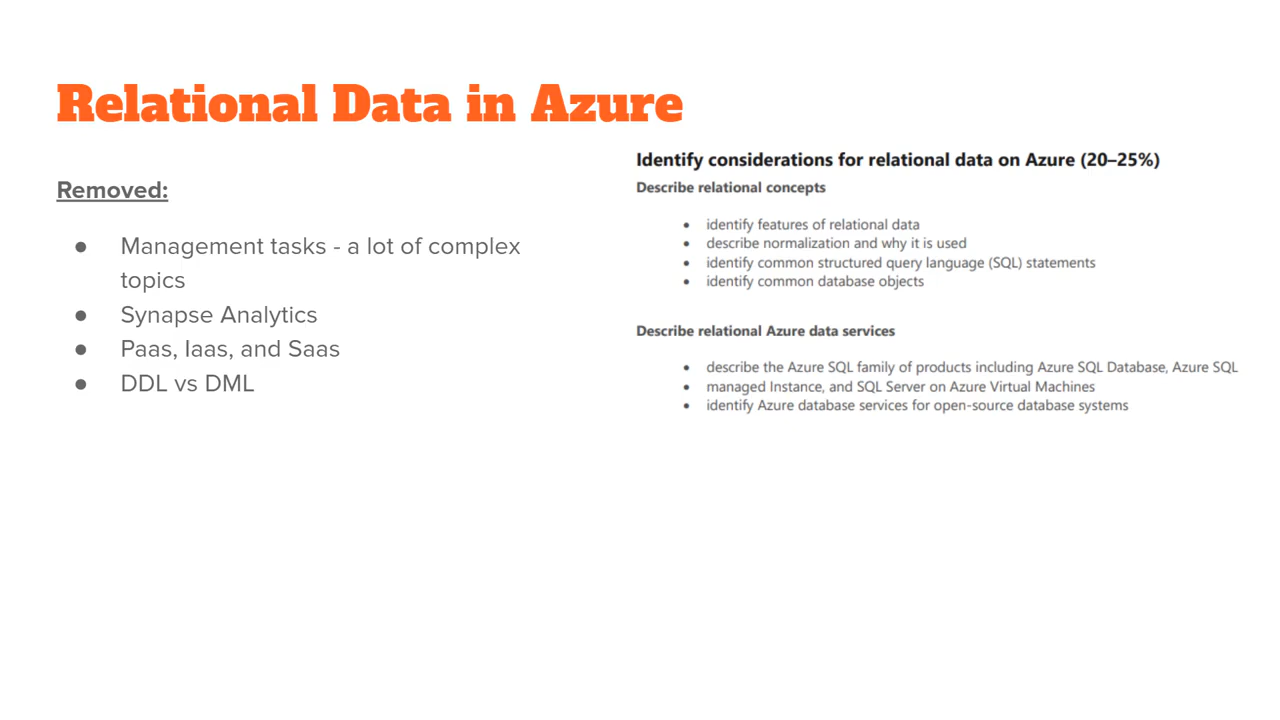 Relational Data in Azure
Removed:
● Management tasks - a lot of complex
topics
● Synapse Analytics
● Paas, Iaas, and Saas
● DDL vs DML
Identify considerations for relational data on Azure (20–25%)
Describe relational concepts
• identify features of relational data
• describe normalization and why it is used
• identify common structured query language (SQL) statements
• identify common database objects
Describe relational Azure data services
• describe the Azure SQL family of products including Azure SQL Database, Azure SQL
• managed Instance, and SQL Server on Azure Virtual Machines
• identify Azure database services for open-source database systems